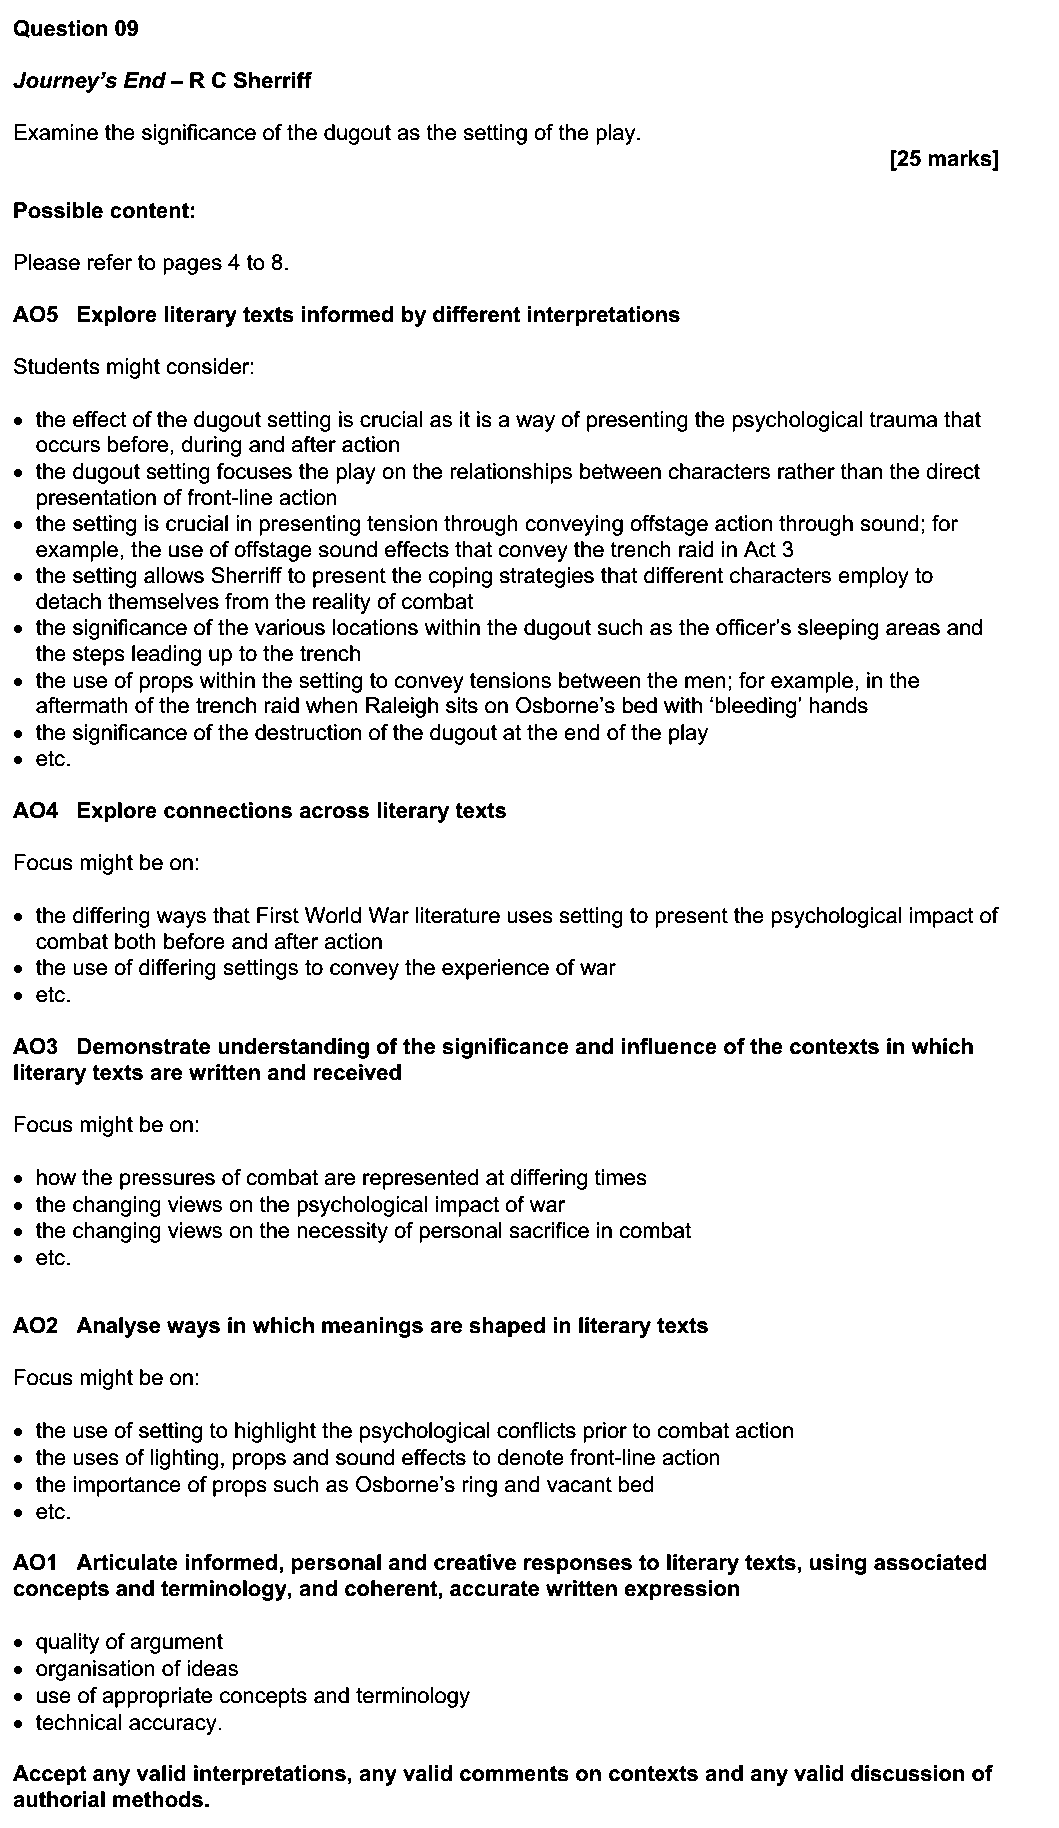 Question 09
Journey's End – R C Sherriff
Examine the significance of the dugout as the setting of the play.
[25 marks]
Possible content:
Please refer to pages 4 to 8.
AO5 Explore literary texts informed by different interpretations
Students might consider:
• the effect of the dugout setting is crucial as it is a way of presenting the psychological trauma that
occurs before, during and after action
• the dugout setting focuses the play on the relationships between characters rather than the direct
presentation of front-line action
• the setting is crucial in presenting tension through conveying offstage action through sound; for
example, the use of offstage sound effects that convey the trench raid in Act 3
• the setting allows Sherriff to present the coping strategies that different characters employ to
detach themselves from the reality of combat
• the significance of the various locations within the dugout such as the officer's sleeping areas and
the steps leading up to the trench
• the use of props within the setting to convey tensions between the men; for example, in the
aftermath of the trench raid when Raleigh sits on Osborne's bed with 'bleeding' hands
• the significance of the destruction of the dugout at the end of the play
• etc.
AO4 Explore connections across literary texts
Focus might be on:
• the differing ways that First World War literature uses setting to present the psychological impact of
combat both before and after action
• the use of differing settings to convey the experience of war
• etc.
AO3 Demonstrate understanding of the significance and influence of the contexts in which
literary texts are written and received
Focus might be on:
• how the pressures of combat are represented at differing times
• the changing views on the psychological impact of war
• the changing views on the necessity of personal sacrifice in combat
• etc.
AO2 Analyse ways in which meanings are shaped in literary texts
Focus might be on:
• the use of setting to highlight the psychological conflicts prior to combat action
• the uses of lighting, props and sound effects to denote front-line action
• the importance of props such as Osborne's ring and vacant bed
• etc.
AO1 Articulate informed, personal and creative responses to literary texts, using associated
concepts and terminology, and coherent, accurate written expression
• quality of argument
• organisation of ideas
• use of appropriate concepts and terminology
• technical accuracy.
Accept any valid interpretations, any valid comments on contexts and any valid discussion of
authorial methods.